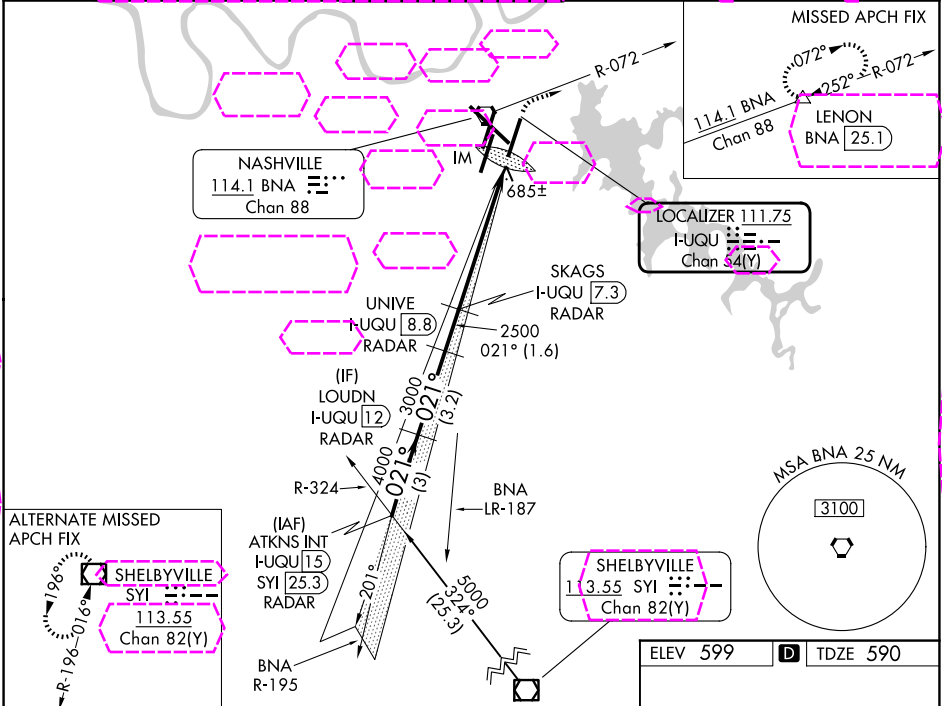 MISSED APCH FIX
072°
252°
R-072
114.1 BNA
Chan 88
LENON
BNA 25.1
R-072
NASHVILLE
114.1 BNA
Chan 88
IM
685±
LOCALIZER 111.75
I-UQU
Chan 54(Y)
SKAGS
I-UQU 7.3
RADAR
UNIVE
I-UQU 8.8
RADAR
2500
021° (1.6)
(IF)
LOUDN
I-UQU 12
RADAR
3000
021°
(3.2)
4000
021°
(3)
R-324
BNA
LR-187
(IAF)
ATKNS INT
I-UQU 15
SYI 25.3
RADAR
201°
BNA
R-195
5000
324°
(25.3)
MSA BNA 25 NM
3100
ALTERNATE MISSED
APCH FIX
196°
SHELBYVILLE
SYI
113.55
Chan 82(Y)
R-196
016°
SHELBYVILLE
113.55 SYI
Chan 82(Y)
ELEV 599 D TDZE 590